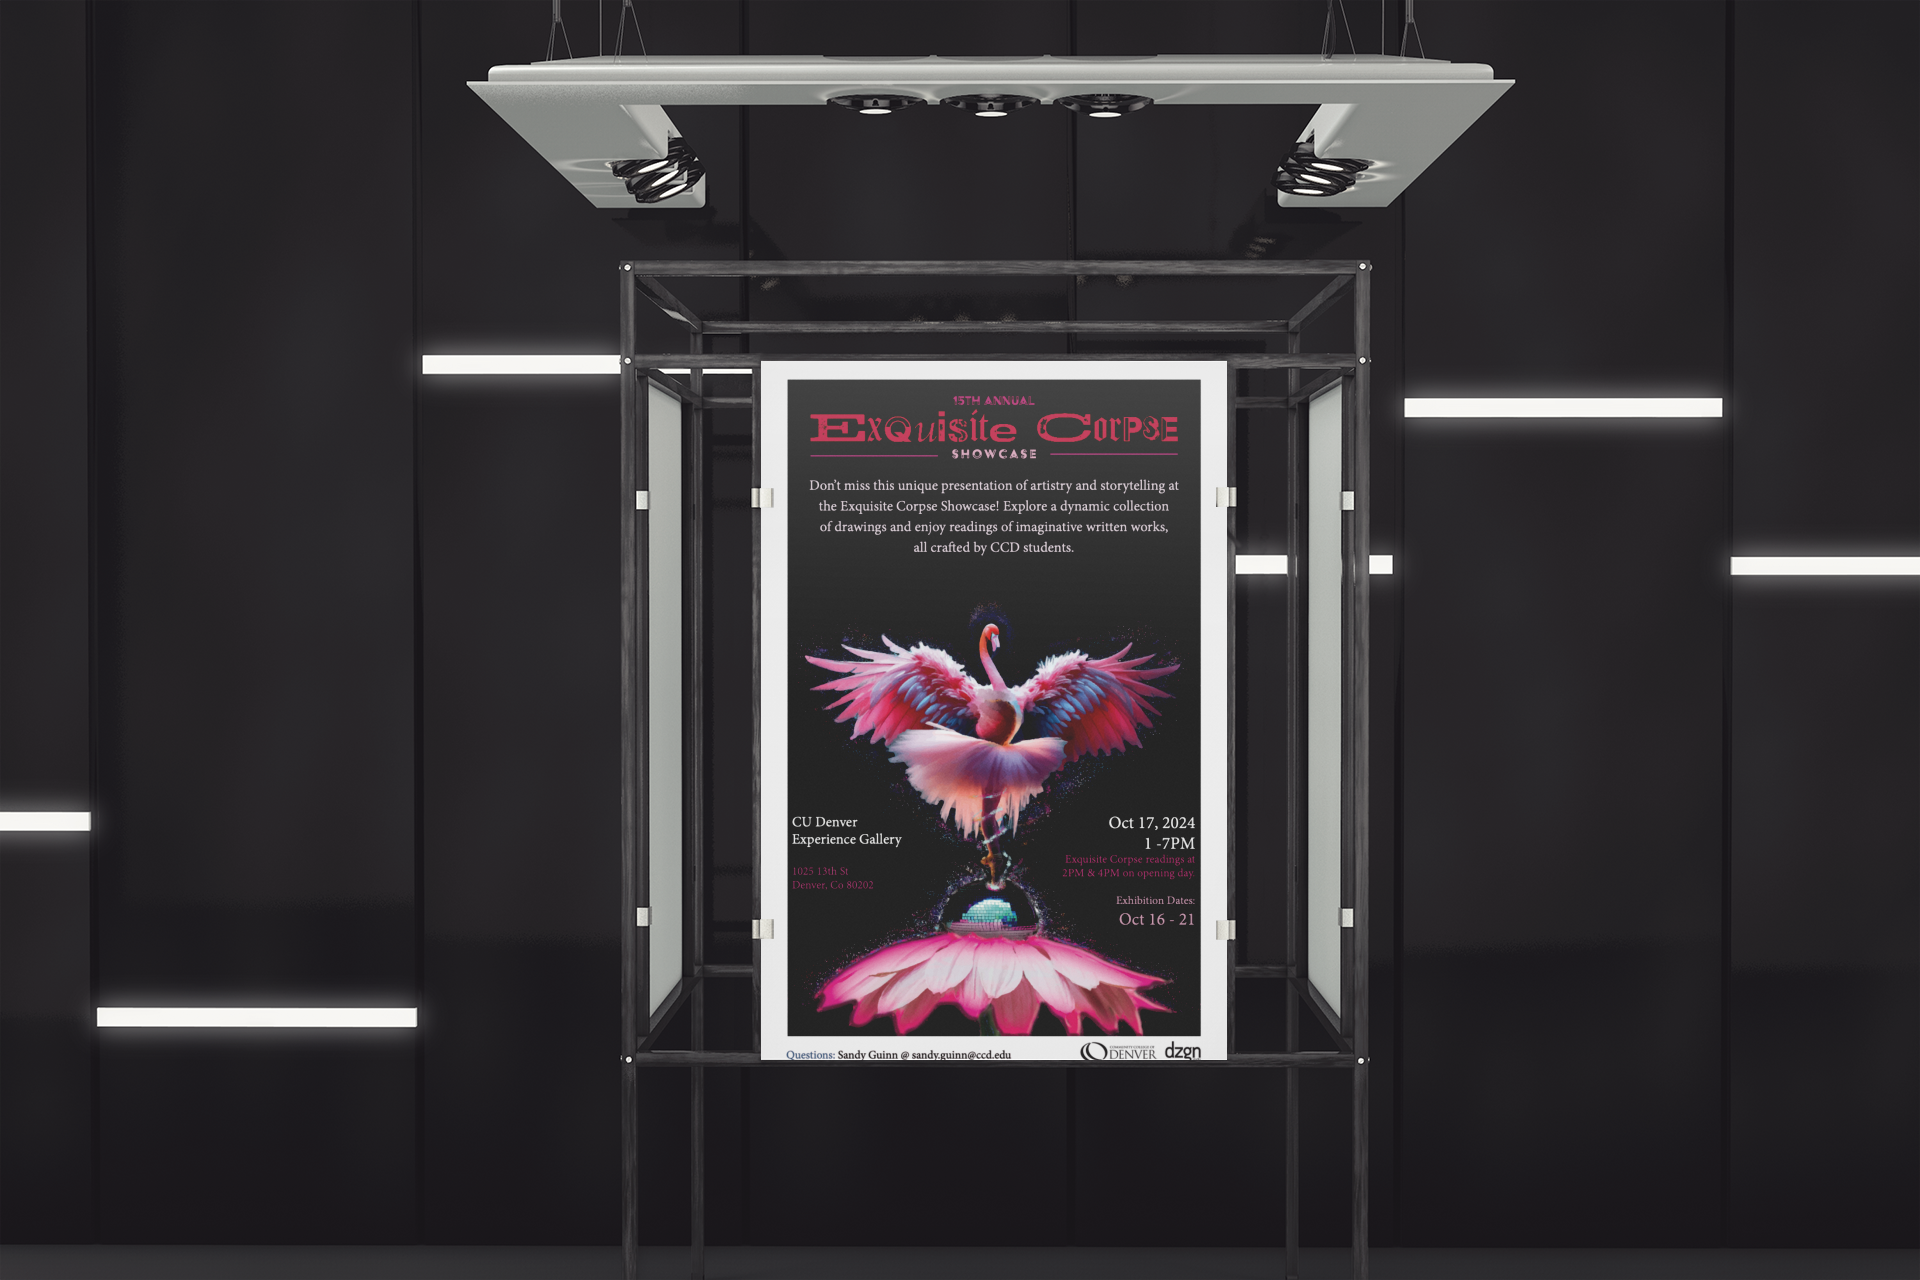 15TH ANNUAL
Exquisite Corpse
SHOWCASE
Don't miss this unique presentation of artistry and storytelling at
the Exquisite Corpse Showcase! Explore a dynamic collection
of drawings and enjoy readings of imaginative written works,
all crafted by CCD students.
CU Denver
Experience Gallery
1025 13th St
Denver, Co 80202
Oct 17, 2024
1 -7PM
Exquisite Corpse readings at
2PM & 4PM on opening day.
Exhibition Dates:
Oct 16 - 21
Questions: Sandy Guinn @ sandy.guinn@ccd.edu
COMMUNITY COLLEGE OF
DENVER
dzgn